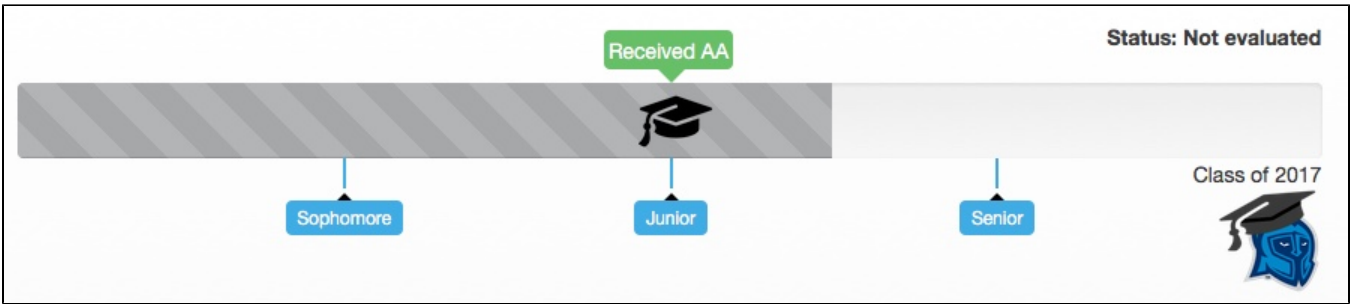 Status: Not evaluated
Received AA
Class of 2017
Sophomore
Junior
Senior